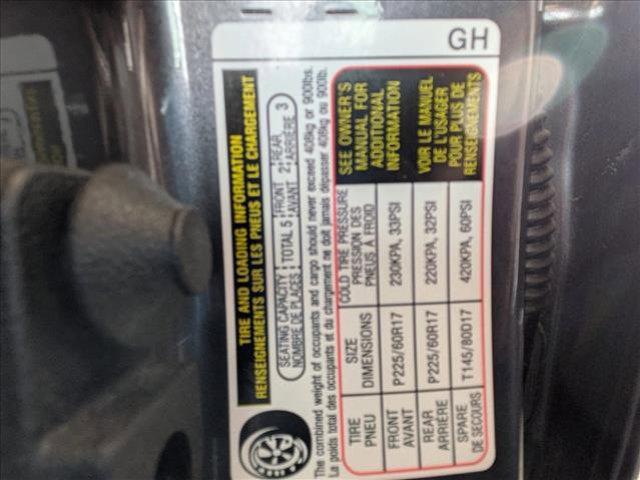 GH
TIRE AND LOADING INFORMATION
RENSEIGNEMENTS SUR LES PNEUS ET LE CHARGEMENT
SEATING CAPACITY TOTAL 5 FRONT 2 REAR 3
NOMBRE DE PLACES AVANT ARRIÈRE
The combined weight of occupants and cargo should never exceed 408kg or 900lbs.
La poids total des occupants et du chargement ne doit jamais dépasser 408kg ou 900lb.
TIRE SIZE COLD TIRE PRESSURE
PNEU DIMENSIONS PRESSION DES PNEUS À FROID
FRONT P225/60R17 230KPA, 33PSI
AVANT
REAR P225/60R17 220KPA, 32PSI
ARRIÈRE
SPARE T145/80D17 420KPA, 60PSI
DE SECOURS
SEE OWNER'S
MANUAL FOR
ADDITIONAL
INFORMATION
VOIR LE MANUEL
DE L'USAGER
POUR PLUS DE
RENSEIGNEMENTS